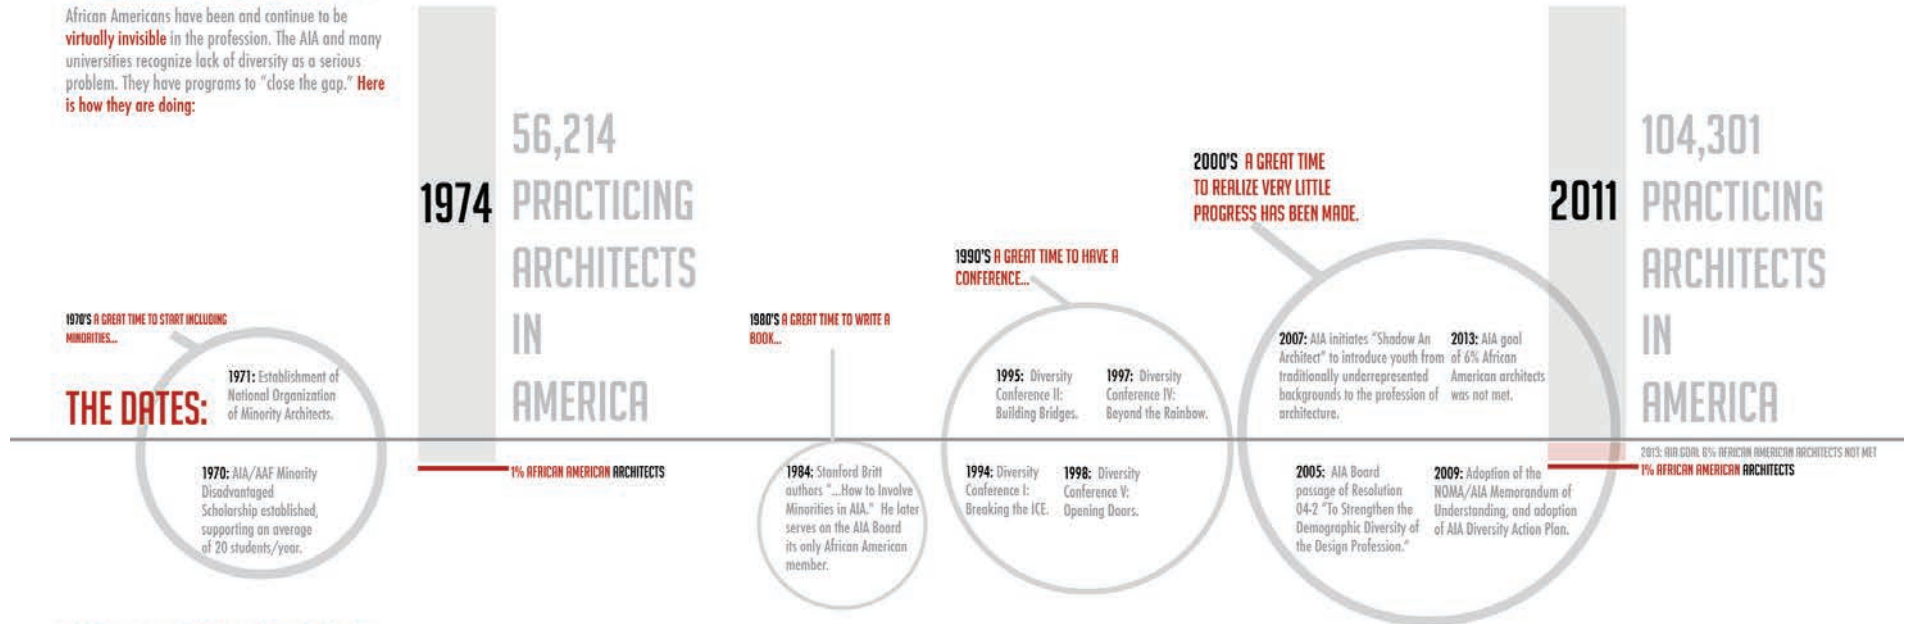 African Americans have been and continue to be
virtually invisible in the profession. The AIA and many
universities recognize lack of diversity as a serious
problem. They have programs to "close the gap." Here
is how they are doing:
1970'S A GREAT TIME TO START INCLUDING
MINORITIES...
THE DATES:
1971: Establishment of
National Organization
of Minority Architects.
1970: AIA/AAF Minority
Disadvantaged
Scholarship established,
supporting an average
of 20 students/year.
1974
56,214
PRACTICING
ARCHITECTS
IN
AMERICA
1% AFRICAN AMERICAN ARCHITECTS
1980'S A GREAT TIME TO WRITE A
BOOK...
1984: Stanford Britt
authors "...How to Involve
Minorities in AIA." He later
serves on the AIA Board
its only African American
member.
1990'S A GREAT TIME TO HAVE A
CONFERENCE...
1995: Diversity
Conference II:
Building Bridges.
1997: Diversity
Conference IV:
Beyond the Rainbow.
1994: Diversity
Conference I:
Breaking the ICE.
1998: Diversity
Conference V:
Opening Doors.
2000'S A GREAT TIME
TO REALIZE VERY LITTLE
PROGRESS HAS BEEN MADE.
2007: AIA initiates "Shadow An
Architect" to introduce youth from
traditionally underrepresented
backgrounds to the profession of
architecture.
2013: AIA goal
of 6% African
American architects
was not met.
2005: AIA Board
passage of Resolution
04-2 "To Strengthen the
Demographic Diversity of
the Design Profession."
2009: Adoption of the
NOMA/AIA Memorandum of
Understanding, and adoption
of AIA Diversity Action Plan.
2011
104,301
PRACTICING
ARCHITECTS
IN
AMERICA
2013: AIA GOAL 6% AFRICAN AMERICAN ARCHITECTS NOT MET
1% AFRICAN AMERICAN ARCHITECTS